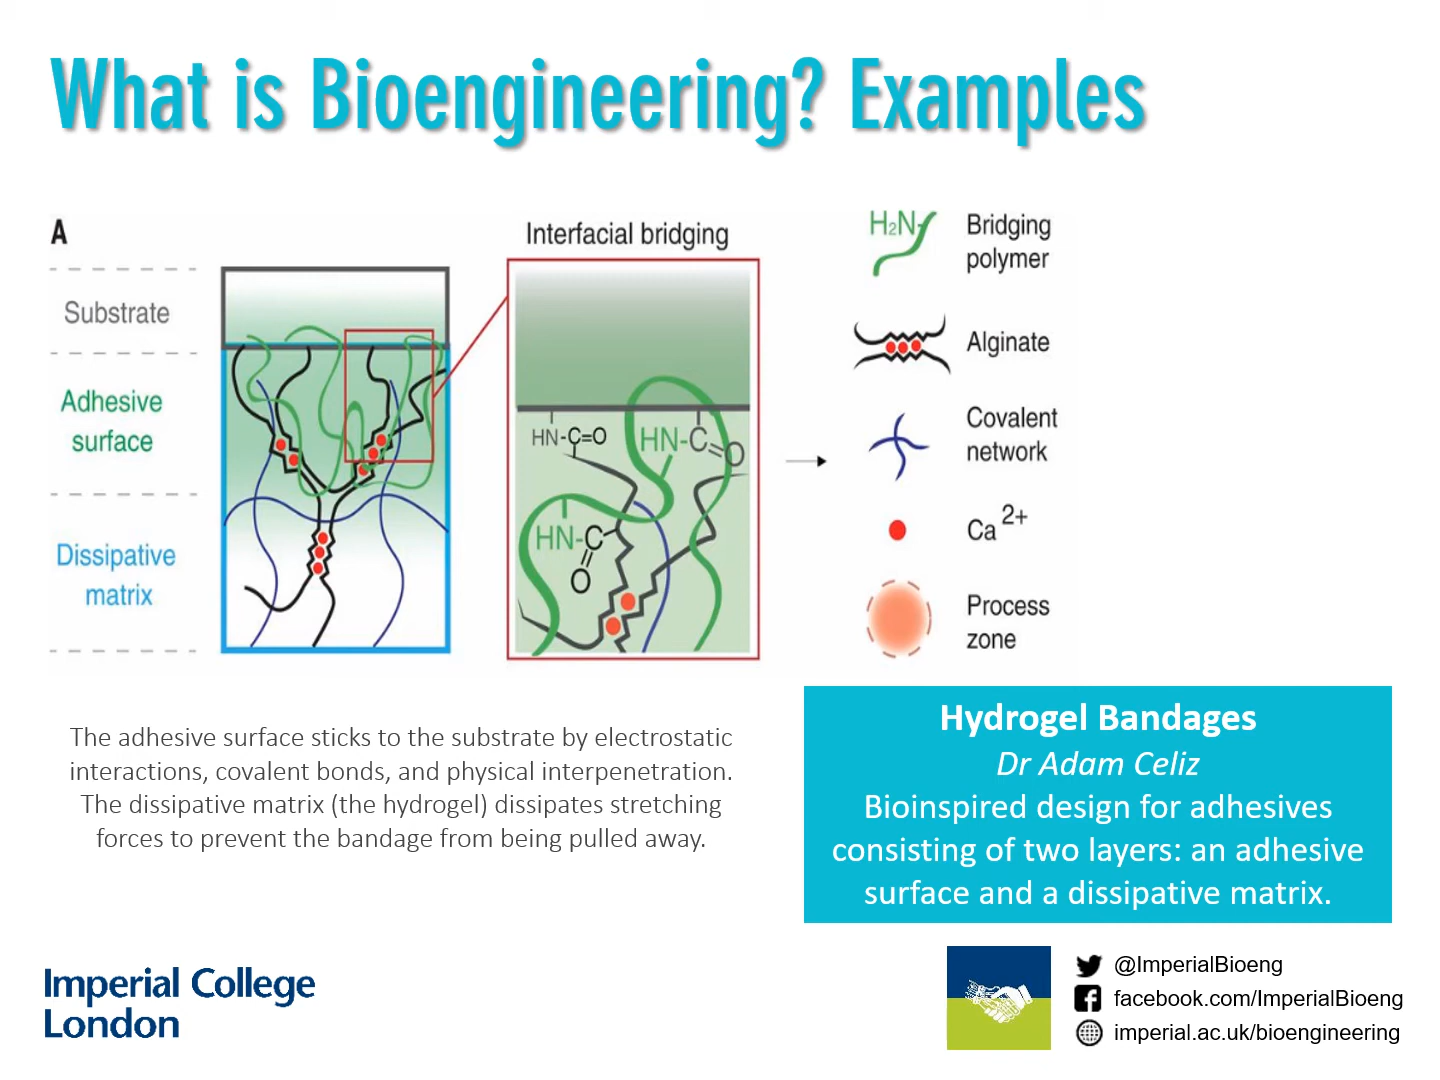 What is Bioengineering? Examples
A
Interfacial bridging
Substrate
Adhesive
surface
Dissipative
matrix
HN-C=O
HN-C
O
HN-C
O
H2N
Bridging
polymer
Alginate
Covalent
network
Ca 2+
Process
zone
The adhesive surface sticks to the substrate by electrostatic
interactions, covalent bonds, and physical interpenetration.
The dissipative matrix (the hydrogel) dissipates stretching
forces to prevent the bandage from being pulled away.
Hydrogel Bandages
Dr Adam Celiz
Bioinspired design for adhesives
consisting of two layers: an adhesive
surface and a dissipative matrix.
Imperial College
London
@ImperialBioeng
facebook.com/ImperialBioeng
imperial.ac.uk/bioengineering